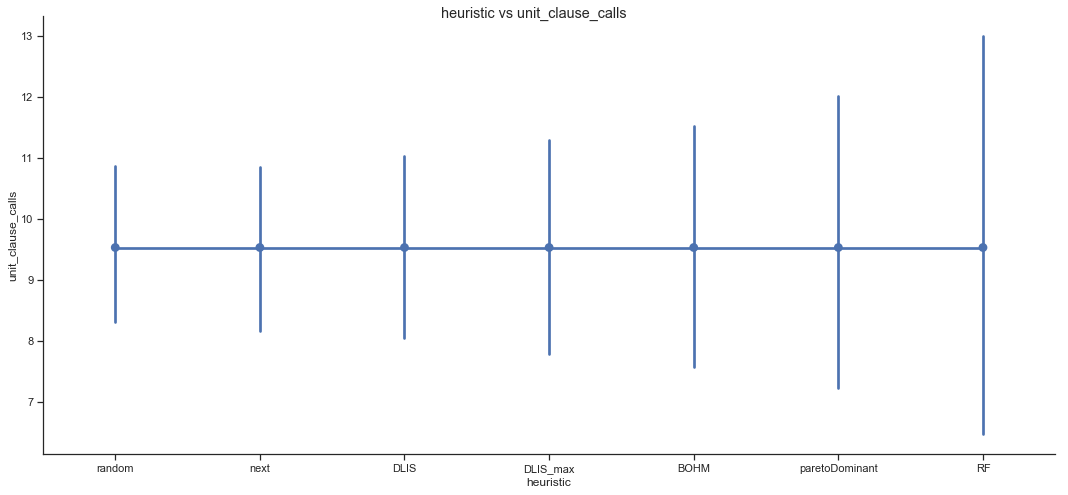 heuristic vs unit_clause_calls
unit_clause_calls
13
12
11
10
9
8
7
random next DLIS DLIS_max BOHM paretoDominant RF
heuristic